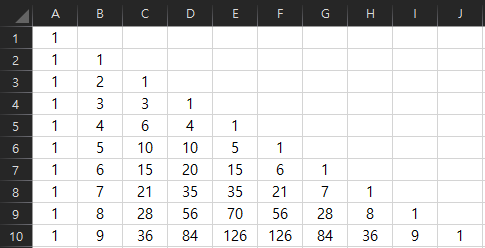 A B C D E F G H I J
1 1
2 1 1
3 1 2 1
4 1 3 3 1
5 1 4 6 4 1
6 1 5 10 10 5 1
7 1 6 15 20 15 6 1
8 1 7 21 35 35 21 7 1
9 1 8 28 56 70 56 28 8 1
10 1 9 36 84 126 126 84 36 9 1